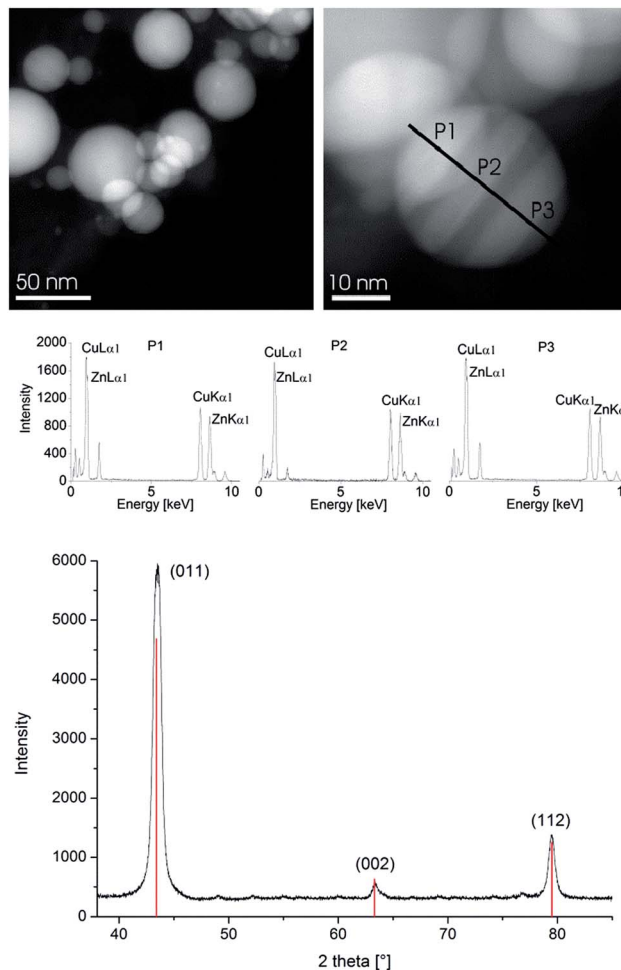 50 nm
P1
P2
P3
10 nm
2000
1600
1200
800
400
0
Intensity
CuLα1
ZnLα1
P1
CuKα1
ZnKα1
0
5
10
Energy [keV]
CuLα1
ZnLα1
P2
CuKα1
ZnKα1
0
5
10
Energy [keV]
CuLα1
ZnLα1
P3
CuKα1
ZnKα
0
5
1
Energy [keV]
6000
5000
4000
3000
2000
1000
0
Intensity
(011)
(002)
(112)
40
50
60
70
80
2 theta [°]